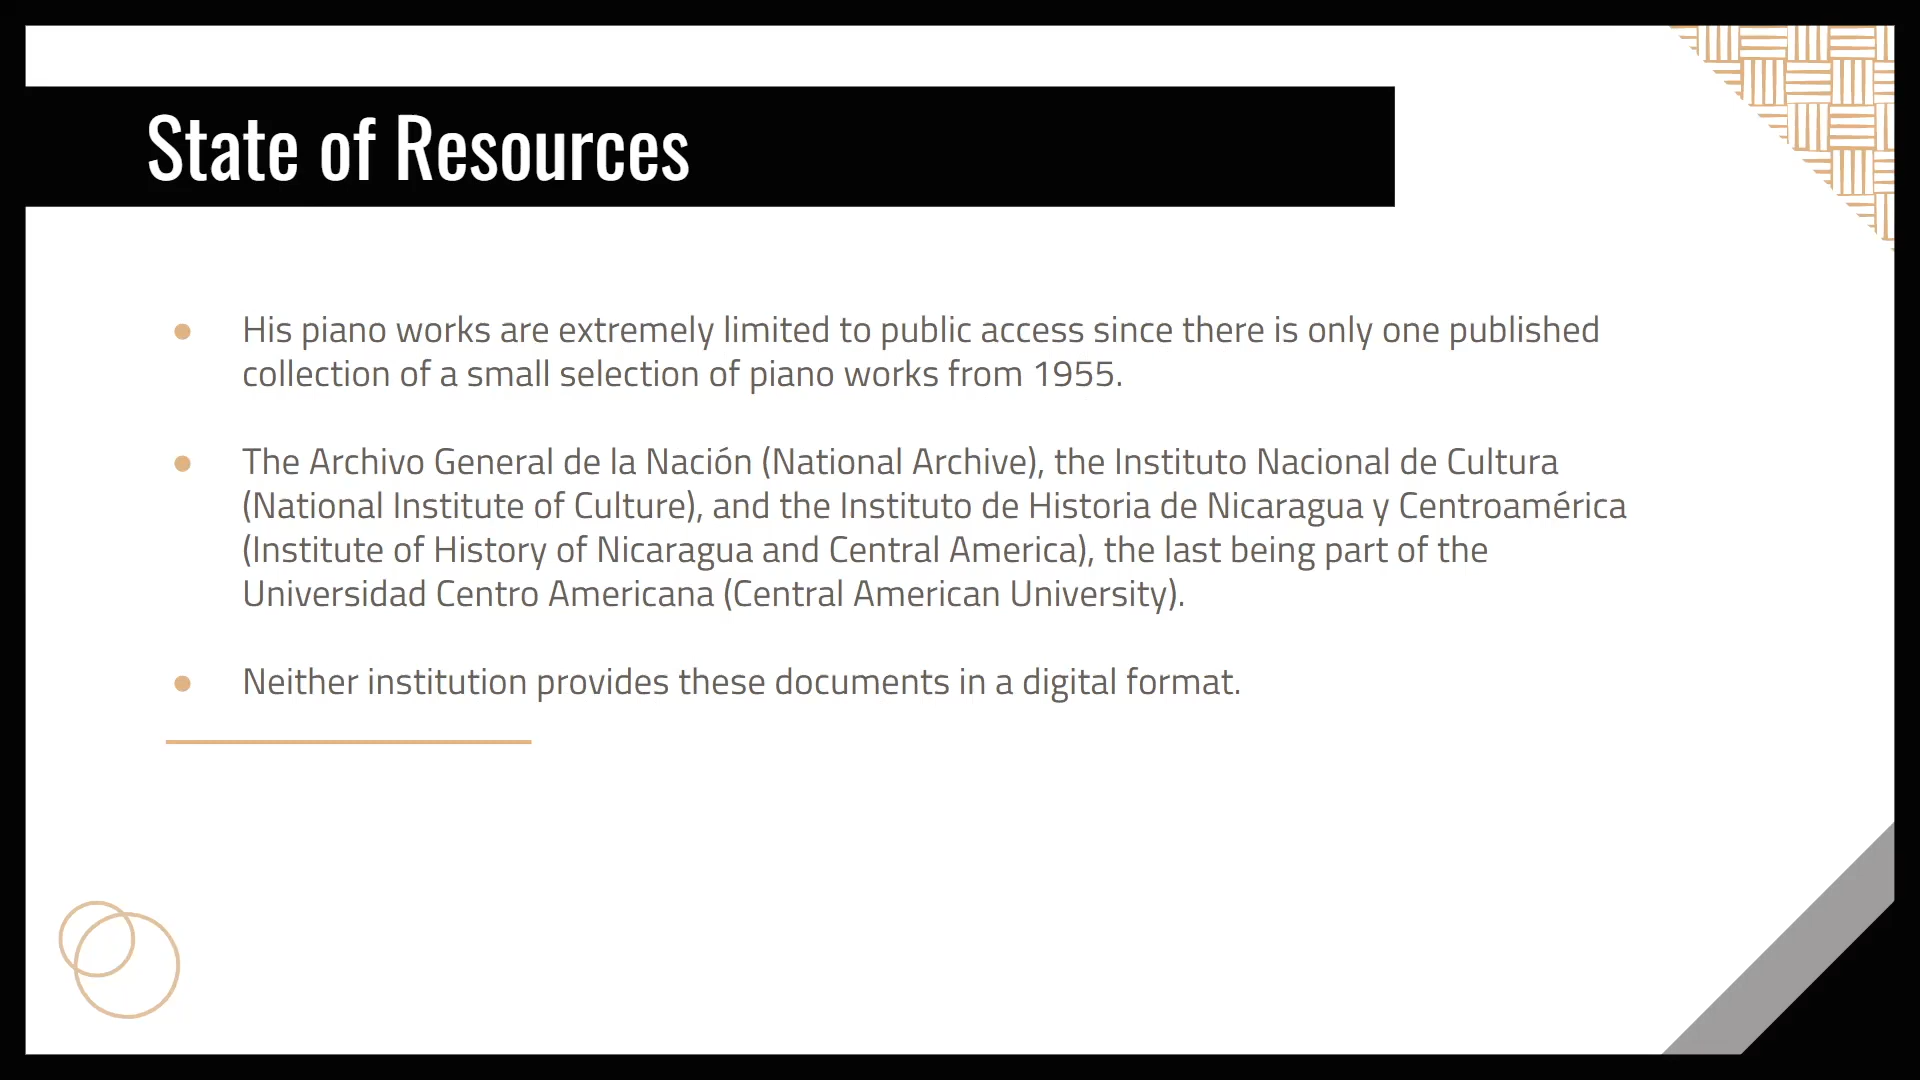 State of Resources
● His piano works are extremely limited to public access since there is only one published
collection of a small selection of piano works from 1955.
● The Archivo General de la Nación (National Archive), the Instituto Nacional de Cultura
(National Institute of Culture), and the Instituto de Historia de Nicaragua y Centroamérica
(Institute of History of Nicaragua and Central America), the last being part of the
Universidad Centro Americana (Central American University).
● Neither institution provides these documents in a digital format.